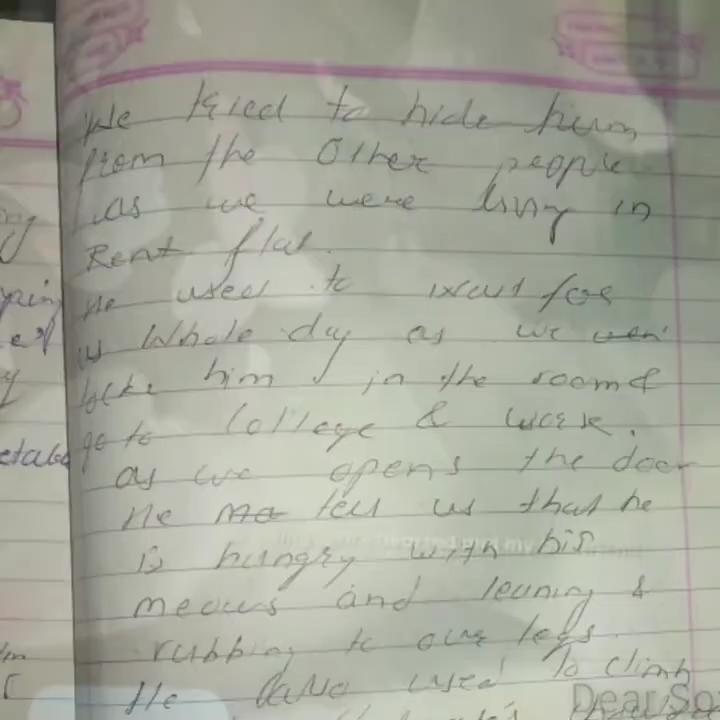 We tried to hide him
from the Other people
as we were living in
Rent flat.
He used to wait for
us Whole day as we
locke him in the room &
go to College & work.
as we opens the door
He tell us that he
is hungry with his
meows and leaning &
rubbing to our legs.
He used To climb
Dear So